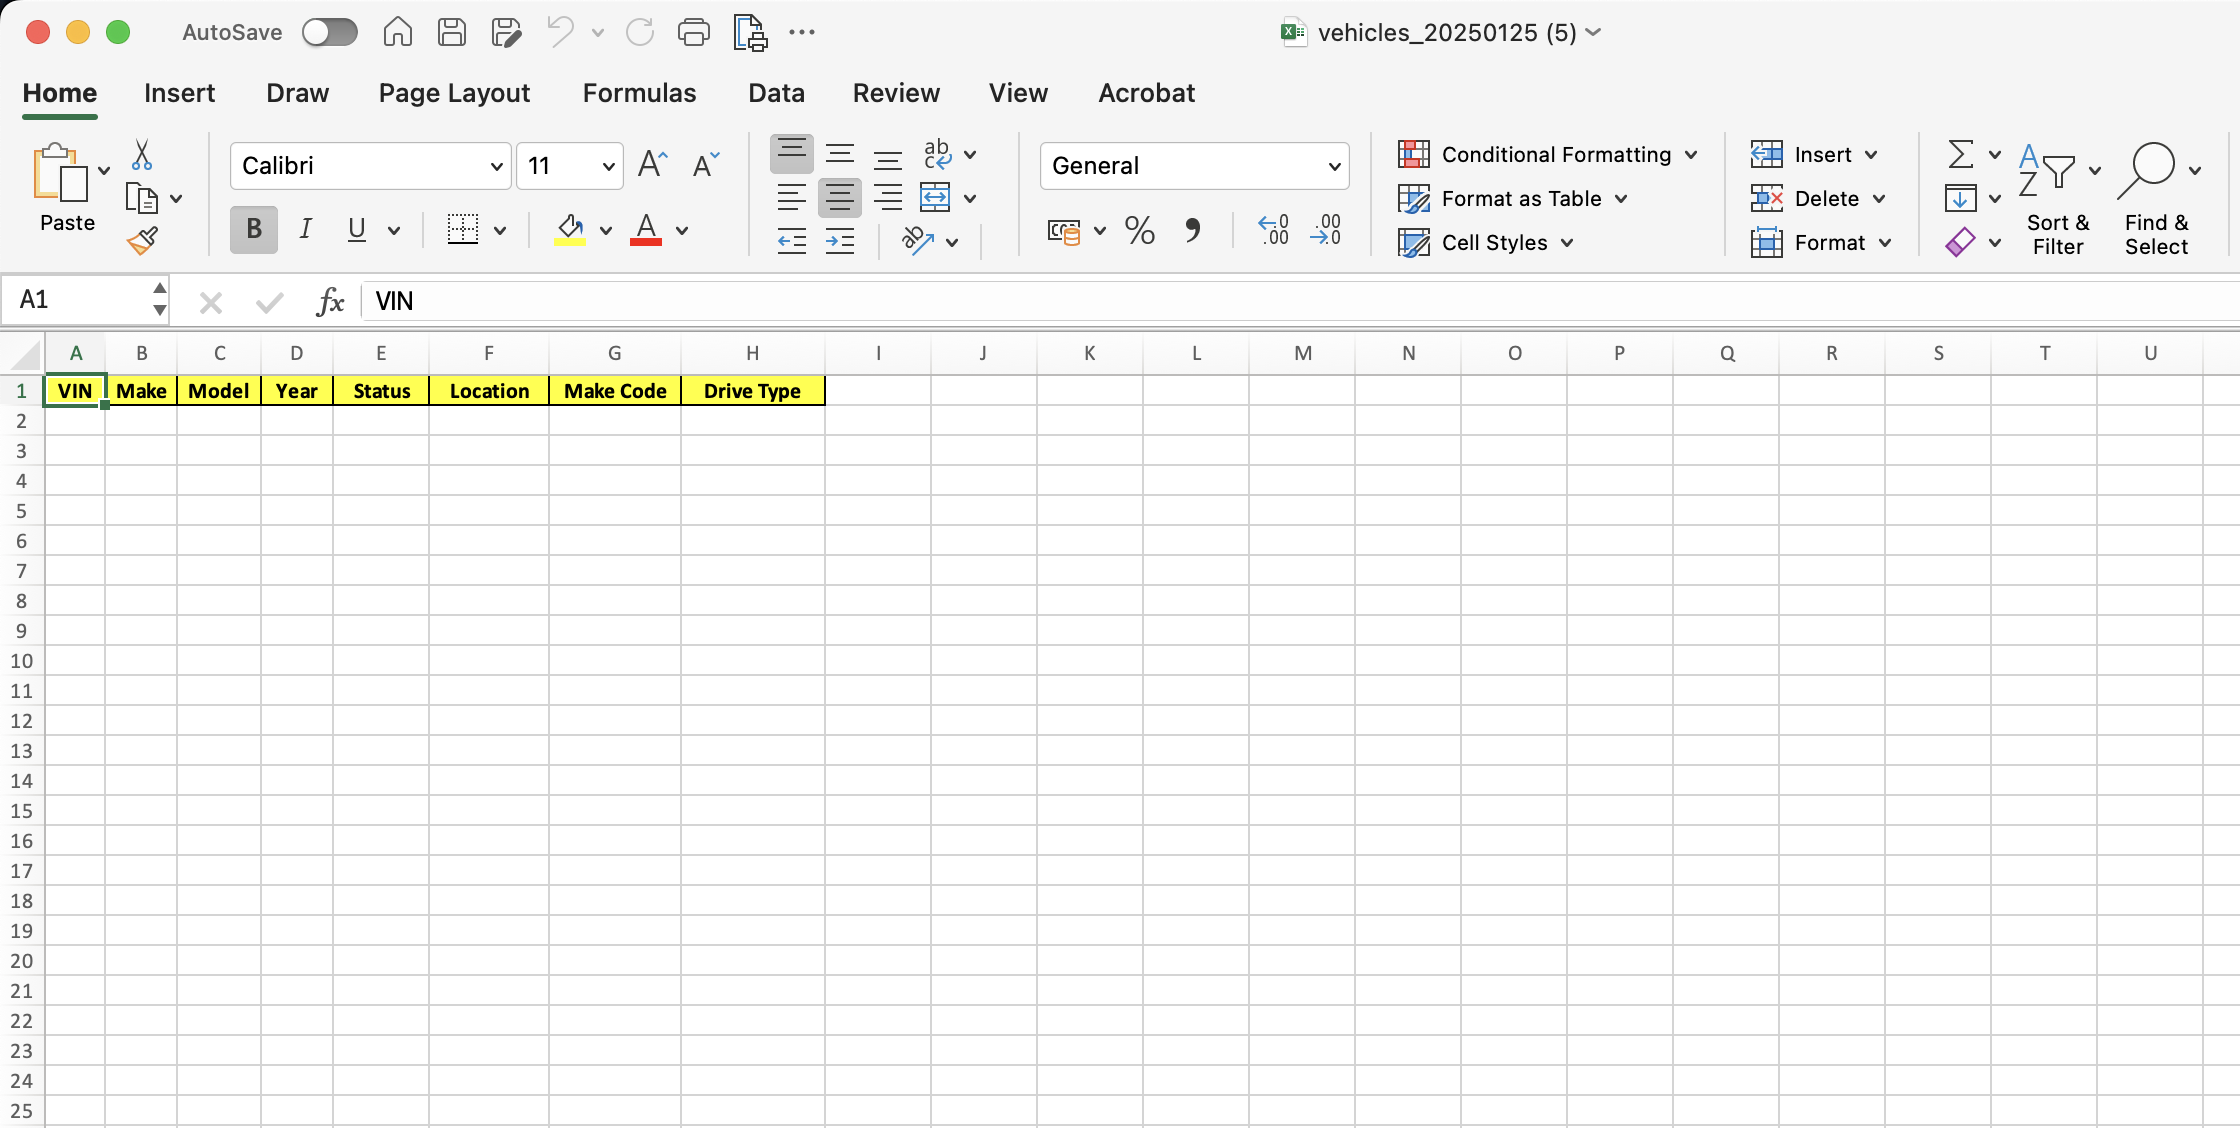 AutoSave vehicles_20250125 (5)
Home Insert Draw Page Layout Formulas Data Review View Acrobat
Paste
Calibri 11
B I U
ab
General
Conditional Formatting
Format as Table
Cell Styles
Insert
Delete
Format
Sort & Filter
Find & Select
A1 fx VIN
A B C D E F G H I J K L M N O P Q R S T U
1 VIN Make Model Year Status Location Make Code Drive Type
2
3
4
5
6
7
8
9
10
11
12
13
14
15
16
17
18
19
20
21
22
23
24
25